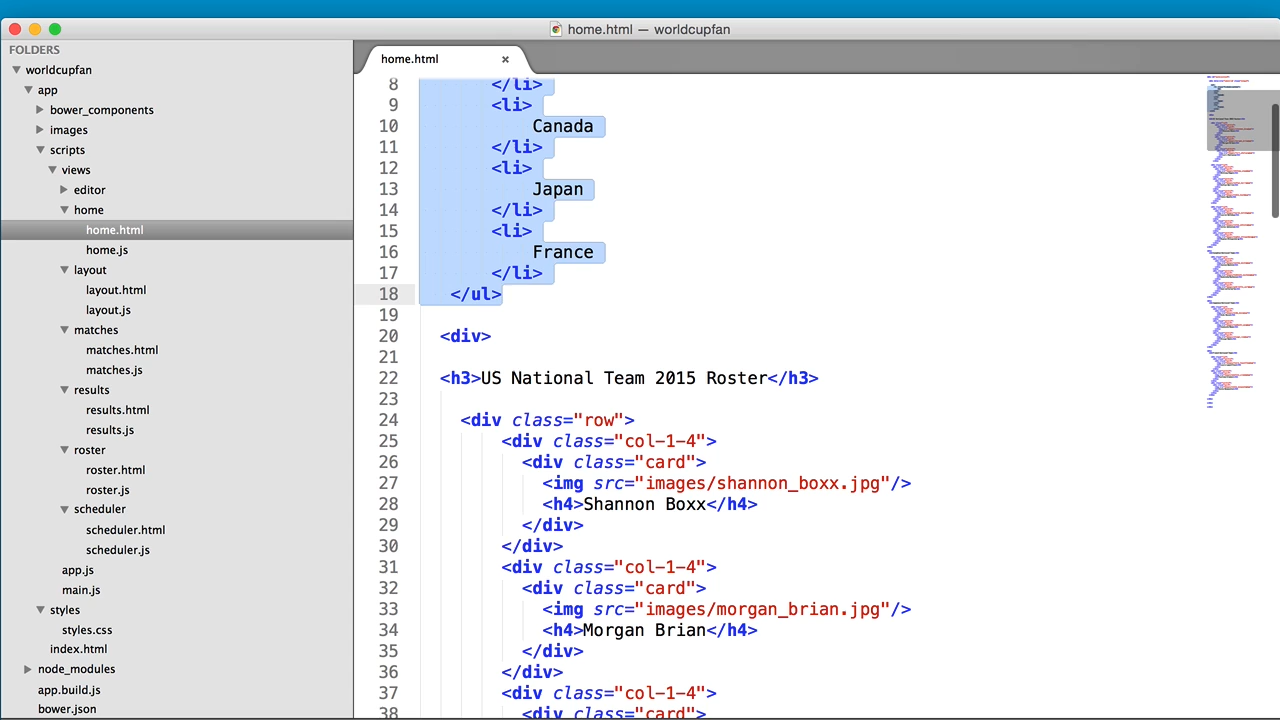 home.html — worldcupfan
FOLDERS
worldcupfan
app
bower_components
images
scripts
views
editor
home
home.html
home.js
layout
layout.html
layout.js
matches
matches.html
matches.js
results
results.html
results.js
roster
roster.html
roster.js
scheduler
scheduler.html
scheduler.js
app.js
main.js
styles
styles.css
index.html
node_modules
app.build.js
bower.json
home.html ×
8 </li>
9 <li>
10 Canada
11 </li>
12 <li>
13 Japan
14 </li>
15 <li>
16 France
17 </li>
18 </ul>
19
20 <div>
21
22 <h3>US National Team 2015 Roster</h3>
23
24 <div class="row">
25 <div class="col-1-4">
26 <div class="card">
27 <img src="images/shannon_boxx.jpg"/>
28 <h4>Shannon Boxx</h4>
29 </div>
30 </div>
31 <div class="col-1-4">
32 <div class="card">
33 <img src="images/morgan_brian.jpg"/>
34 <h4>Morgan Brian</h4>
35 </div>
36 </div>
37 <div class="col-1-4">
38 <div class="card">